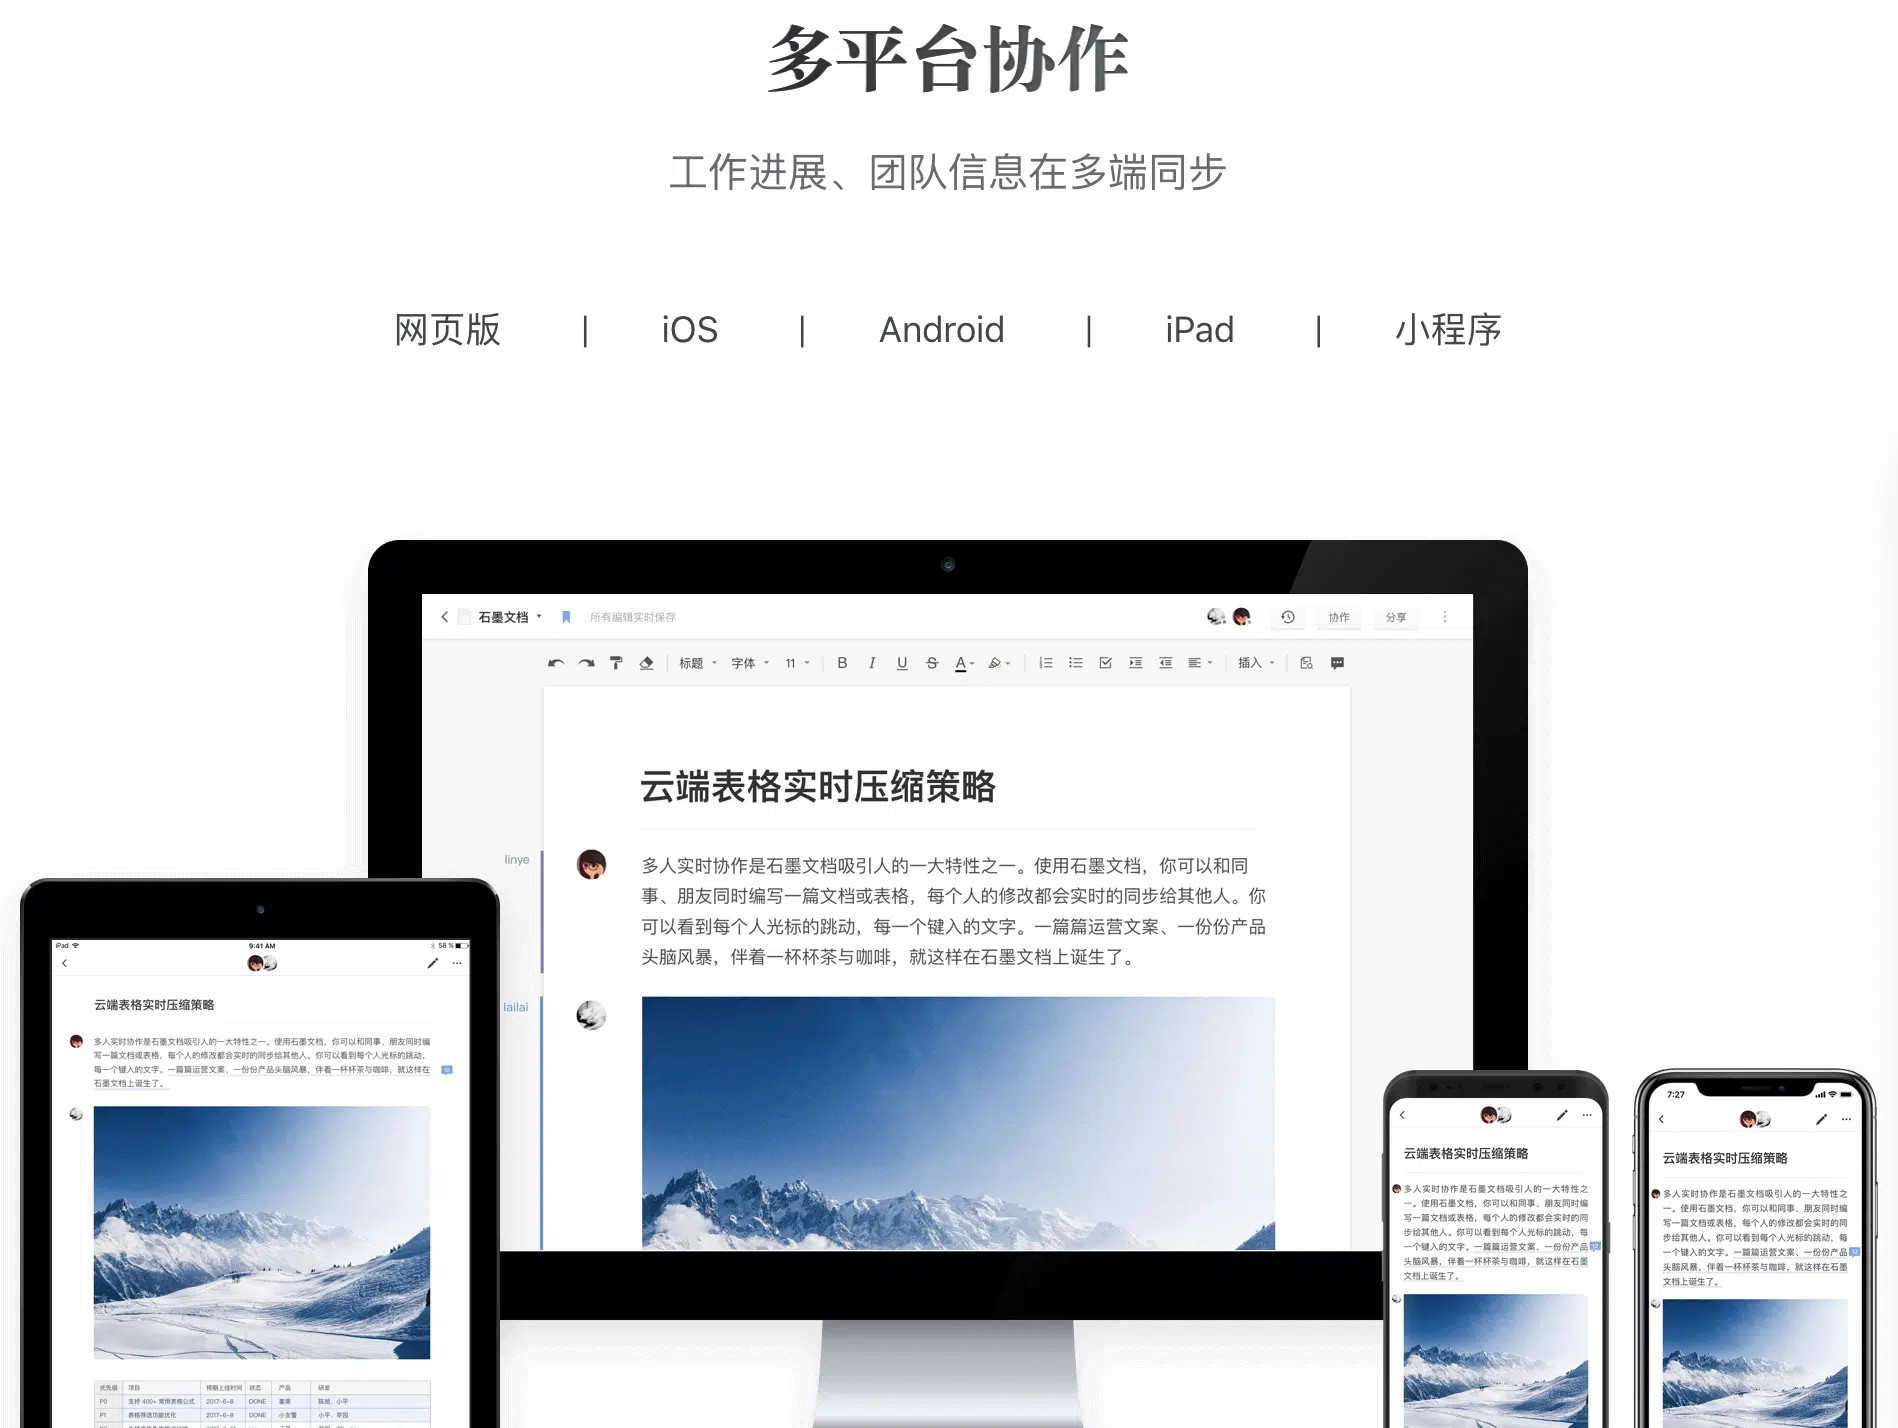 多平台协作
工作进展、团队信息在多端同步
网页版 | iOS | Android | iPad | 小程序
石墨文档 所有编辑实时保存 协作 分享
标题 字体 11 B I U S A 插入
云端表格实时压缩策略
linye
多人实时协作是石墨文档吸引人的一大特性之一。使用石墨文档，你可以和同
事、朋友同时编写一篇文档或表格，每个人的修改都会实时的同步给其他人。你
可以看到每个人光标的跳动，每一个键入的文字。一篇篇运营文案、一份份产品
头脑风暴，伴着一杯杯茶与咖啡，就这样在石墨文档上诞生了。
lailai
iPad 9:41 AM 58 %
云端表格实时压缩策略
多人实时协作是石墨文档吸引人的一大特性之一。使用石墨文档，你可以和同事、朋友同时编
写一篇文档或表格，每个人的修改都会实时的同步给其他人。你可以看到每个人光标的跳动，
每一个键入的文字。一篇篇运营文案、一份份产品头脑风暴，伴着一杯杯茶与咖啡，就这样在
石墨文档上诞生了。
优先级 项目 预期上线时间 状态 产品 研发
P0 支持 400+ 常用表格公式 2017-6-8 DONE 陈旭、小平
P1 表格筛选功能优化 2017-6-8 DONE 小女警 小平、草园
云端表格实时压缩策略
多人实时协作是石墨文档吸引人的一大特性之
一。使用石墨文档，你可以和同事、朋友同时编
写一篇文档或表格，每个人的修改都会实时的同
步给其他人。你可以看到每个人光标的跳动，每
一个键入的文字。一篇篇运营文案、一份份产品
头脑风暴，伴着一杯杯茶与咖啡，就这样在石墨
文档上诞生了。
7:27
云端表格实时压缩策略
多人实时协作是石墨文档吸引人的一大特性之
一。使用石墨文档，你可以和同事、朋友同时编
写一篇文档或表格，每个人的修改都会实时的同
步给其他人。你可以看到每个人光标的跳动，每
一个键入的文字。一篇篇运营文案、一份份产品
头脑风暴，伴着一杯杯茶与咖啡，就这样在石墨
文档上诞生了。